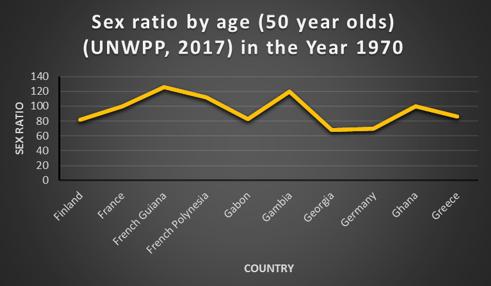 Sex ratio by age (50 year olds)
(UNWPP, 2017) in the Year 1970
140
120
100
80
60
40
20
0
SEX RATIO
Finland
France
French Guiana
French Polynesia
Gabon
Gambia
Georgia
Germany
Ghana
Greece
COUNTRY